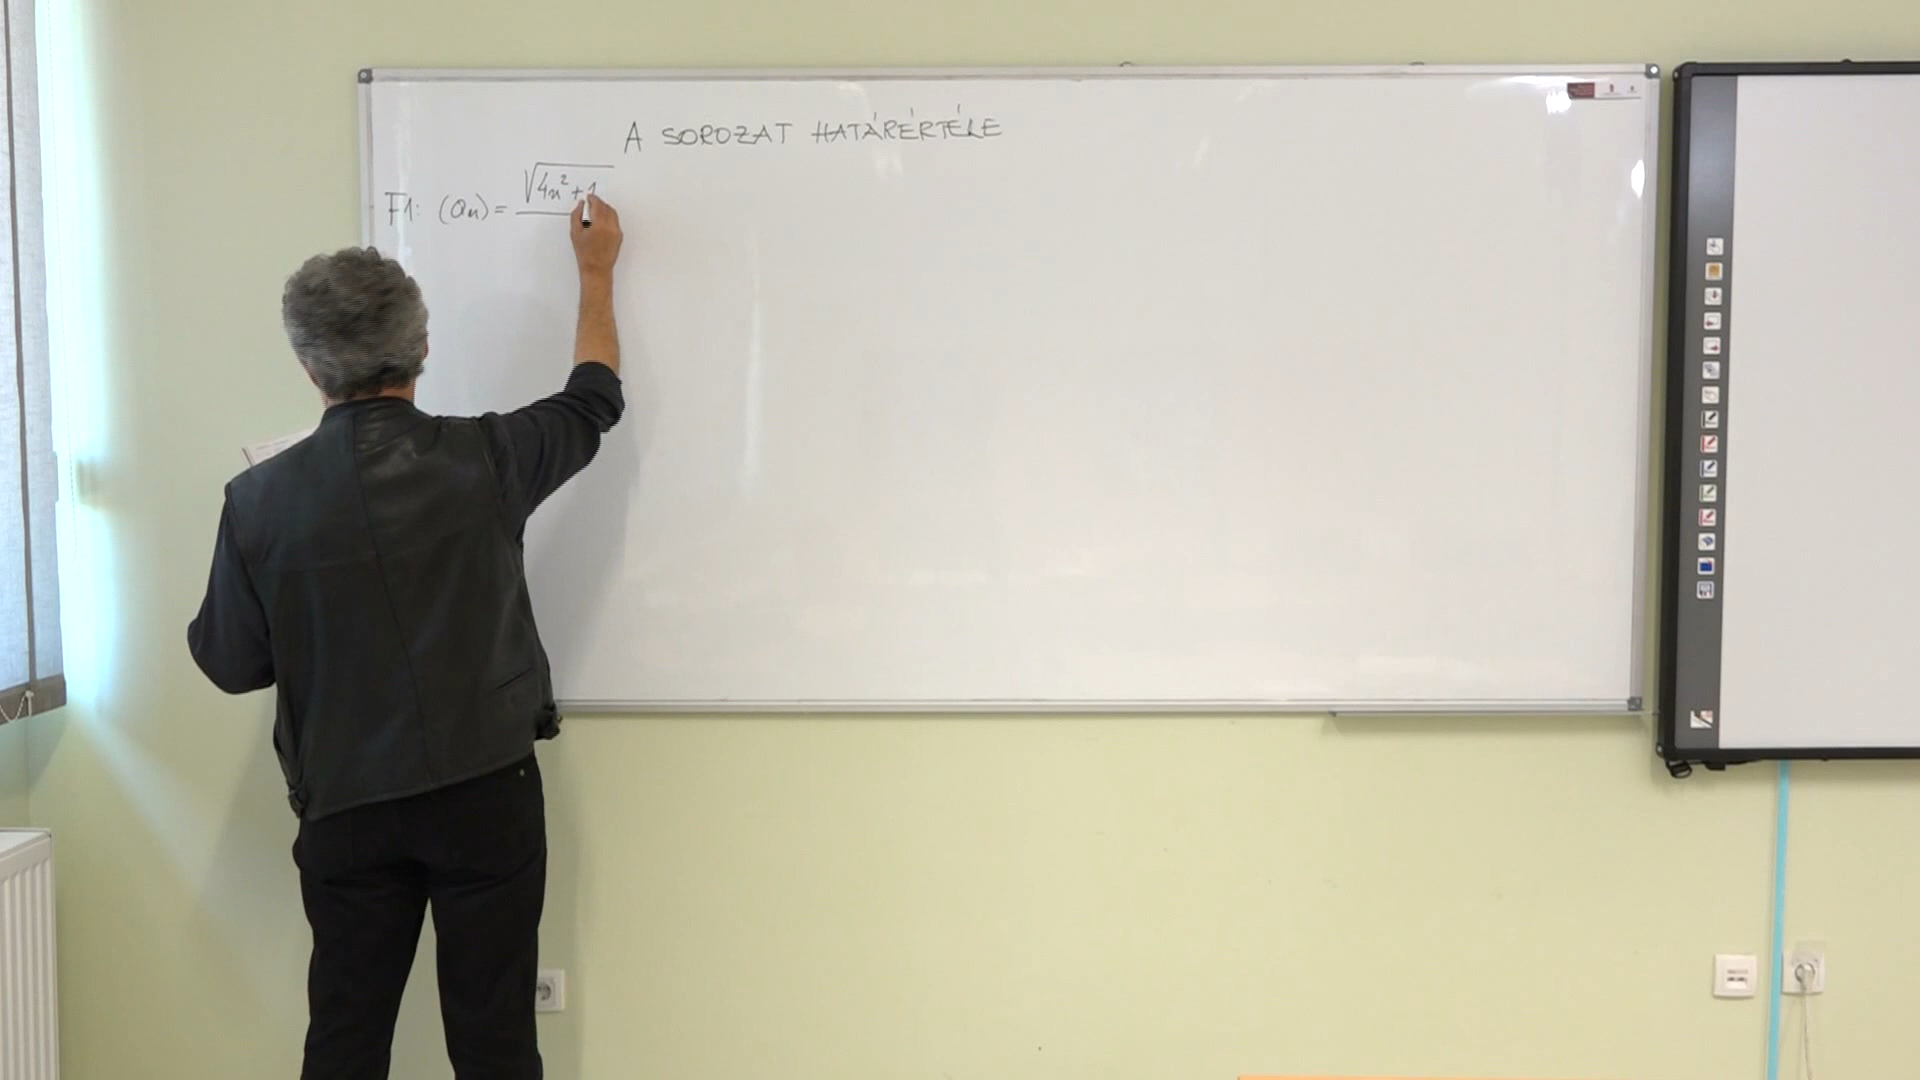 A SOROZAT HATÁRÉRTÉKE
F1: (an) = √4n²+1